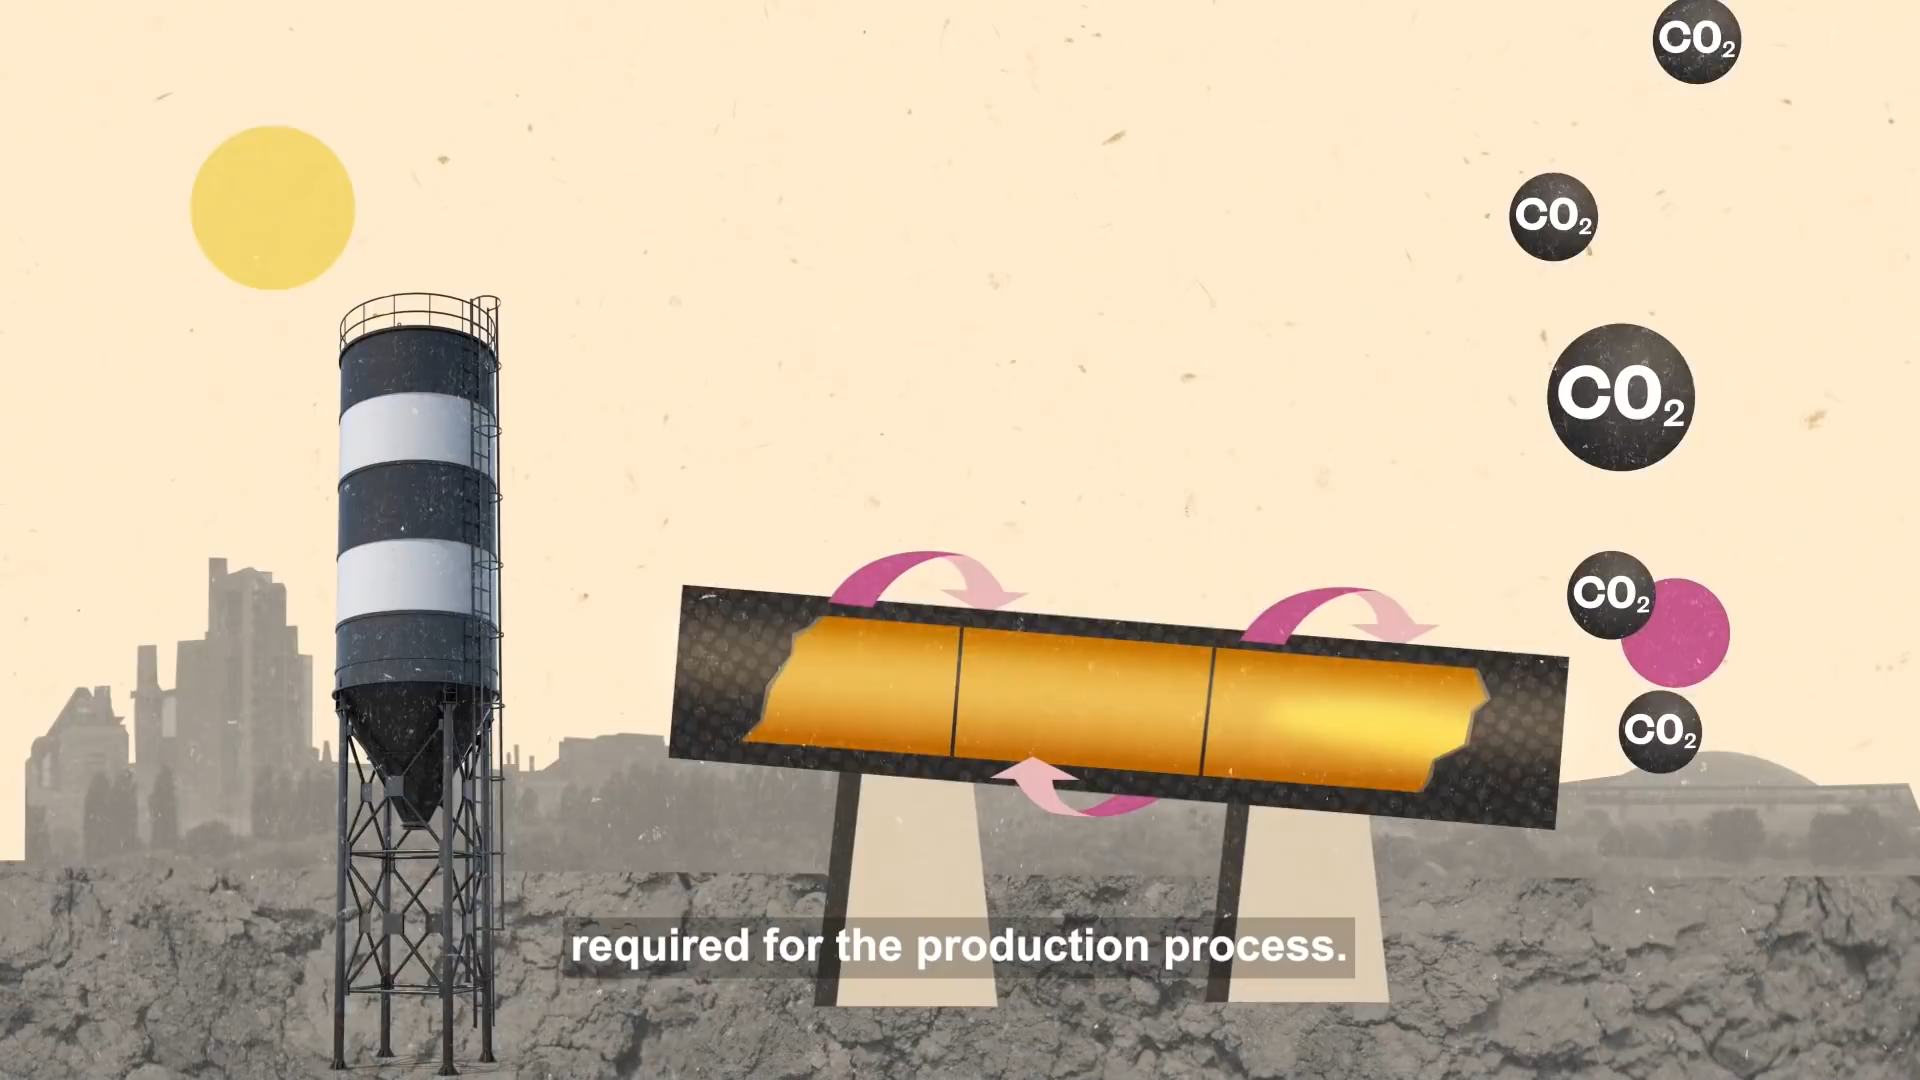 CO₂
CO₂
CO₂
CO₂
CO₂
required for the production process.